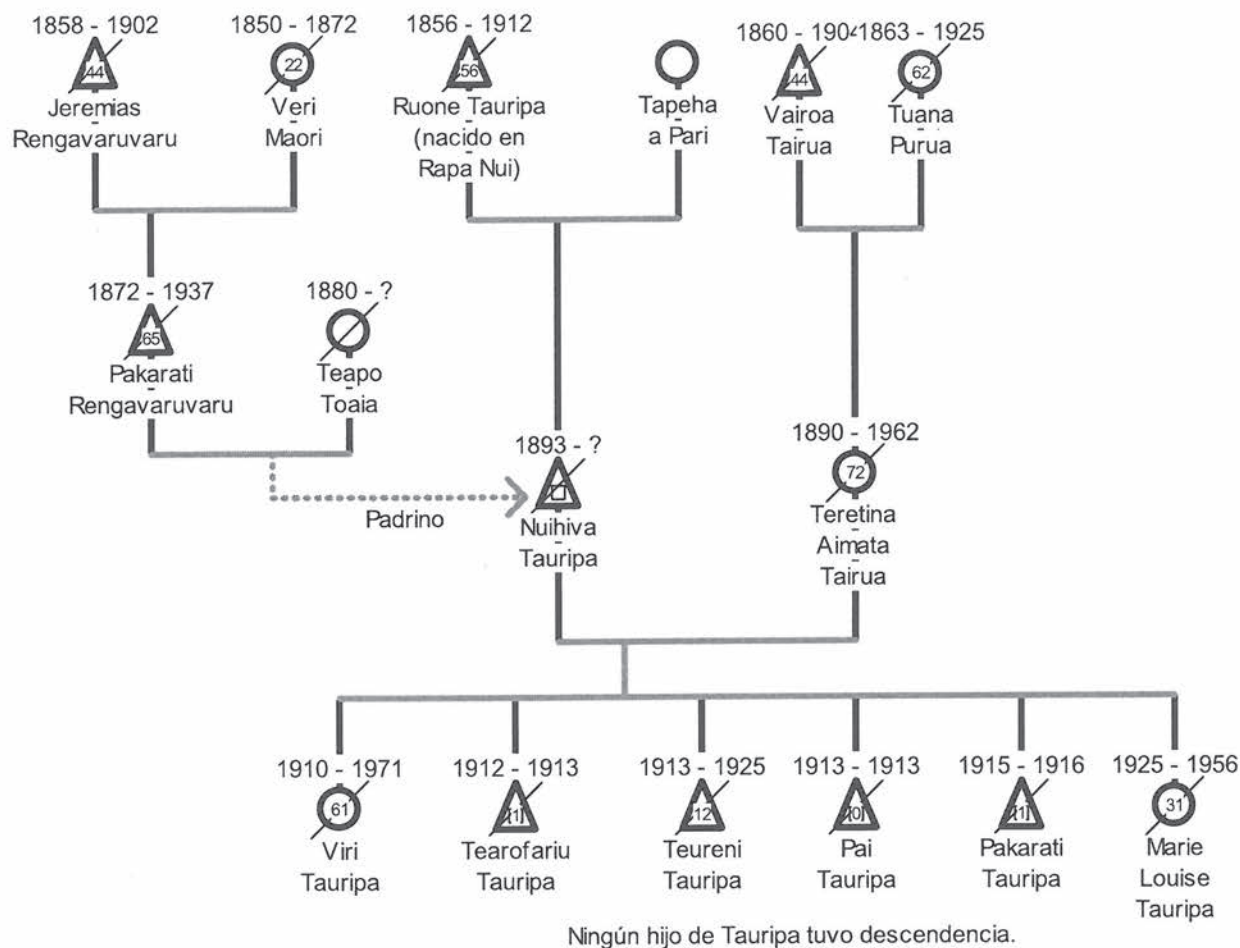 1858 - 1902
44
Jeremias
Rengavaruvaru
1850 - 1872
22
Veri
Maori
1856 - 1912
56
Ruone Tauripa
(nacido en
Rapa Nui)
Tapeha
a Pari
1860 - 1904
44
Vairoa
Tairua
1863 - 1925
62
Tuana
Purua
1872 - 1937
65
Pakarati
Rengavaruvaru
1880 - ?
Teapo
Toaia
Padrino
1893 - ?
Nuihiva
Tauripa
1890 - 1962
72
Teretina
Aimata
Tairua
1910 - 1971
61
Viri
Tauripa
1912 - 1913
[1]
Tearofariu
Tauripa
1913 - 1925
12
Teureni
Tauripa
1913 - 1913
[0]
Pai
Tauripa
1915 - 1916
[1]
Pakarati
Tauripa
1925 - 1956
31
Marie
Louise
Tauripa
Ningún hijo de Tauripa tuvo descendencia.